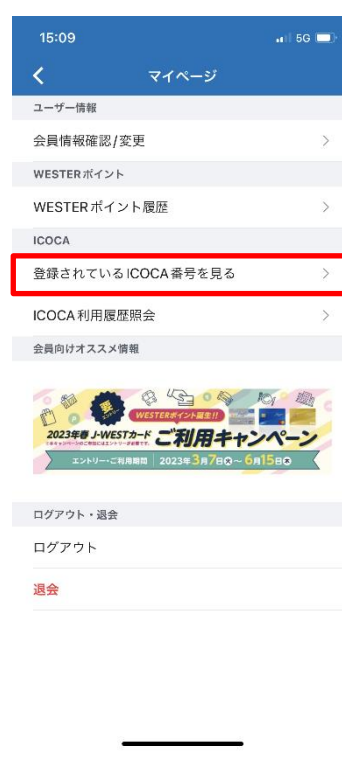 15:09
5G
マイページ
ユーザー情報
会員情報確認/変更
WESTERポイント
WESTERポイント履歴
ICOCA
登録されているICOCA番号を見る
ICOCA利用履歴照会
会員向けオススメ情報
要
WESTERポイント誕生!!
2023年春 J-WESTカード ご利用キャンペーン
エントリー・ご利用期間 2023年3月7日火～6月15日木
ログアウト・退会
ログアウト
退会